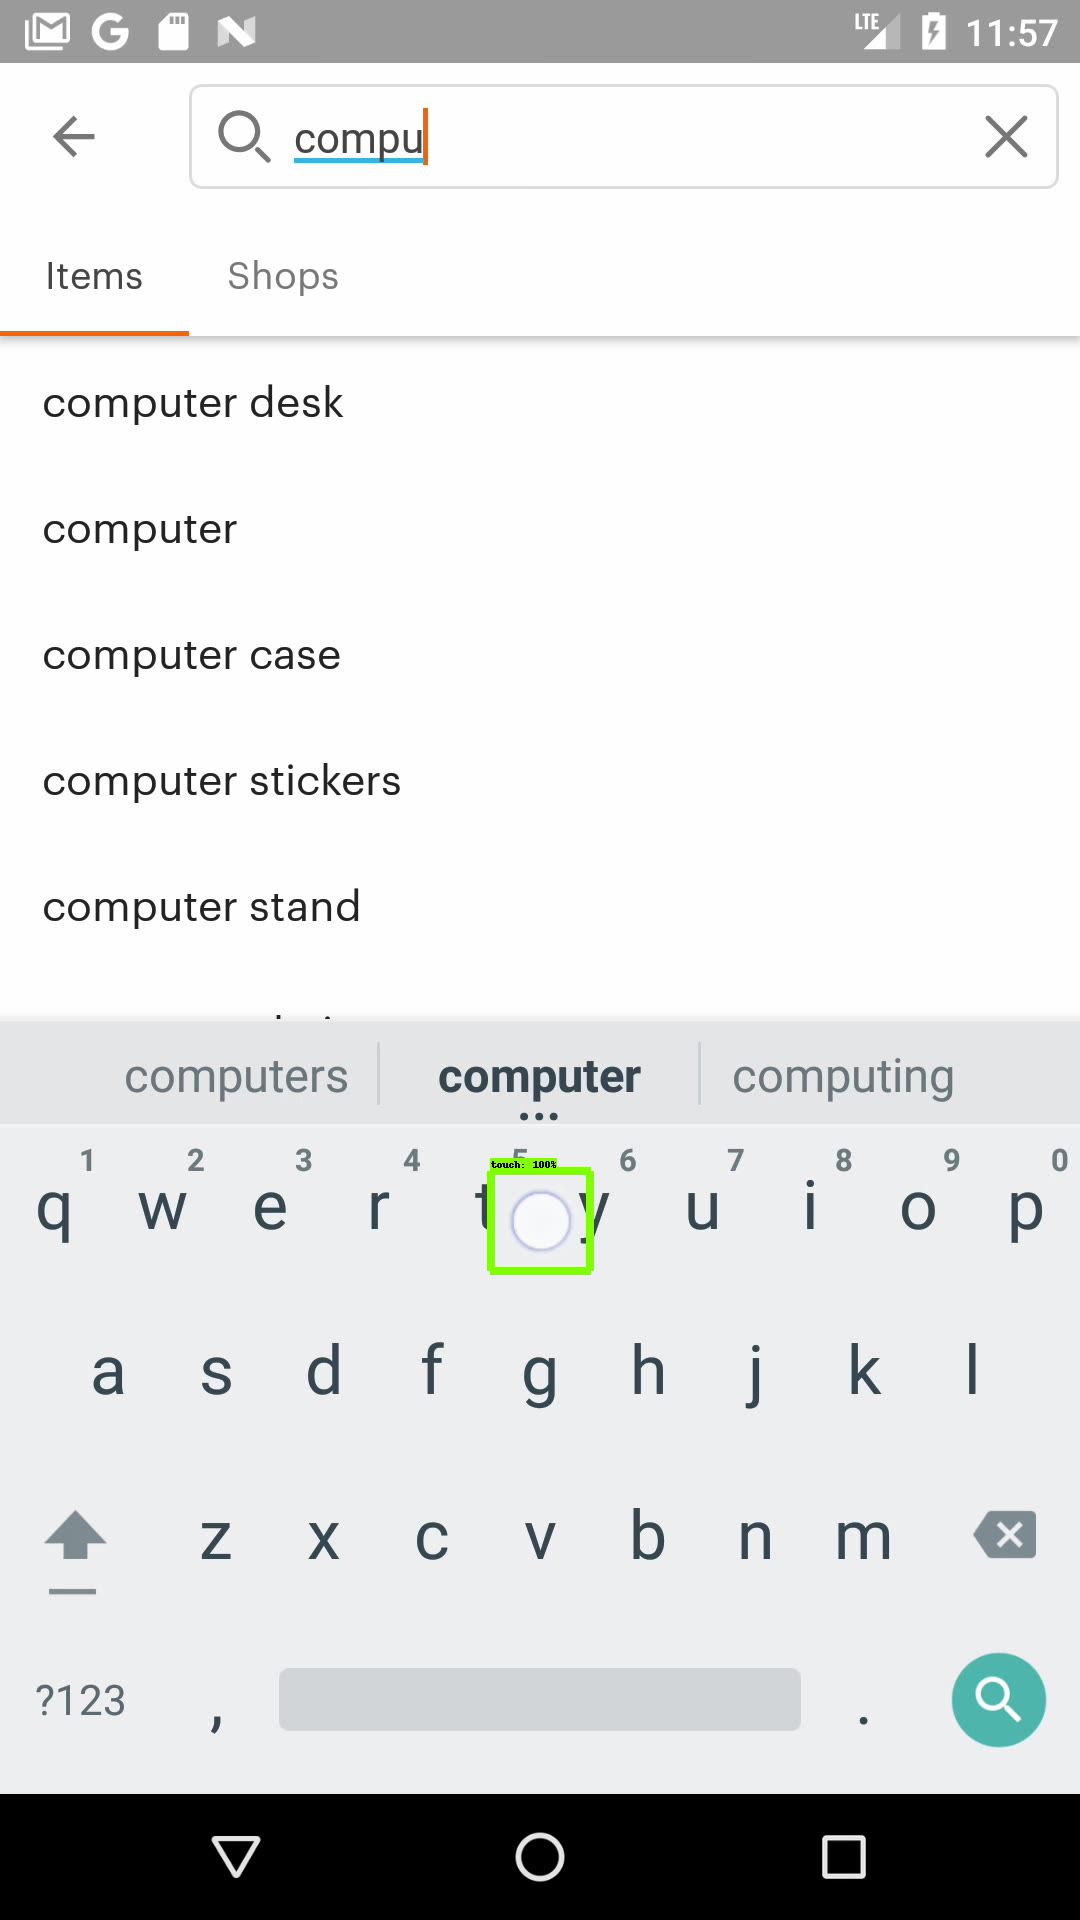 LTE 11:57
compu
Items Shops
computer desk
computer
computer case
computer stickers
computer stand
computers computer computing
1 2 3 4 5 6 7 8 9 0
touch: 100%
q w e r t y u i o p
a s d f g h j k l
z x c v b n m
?123 , .